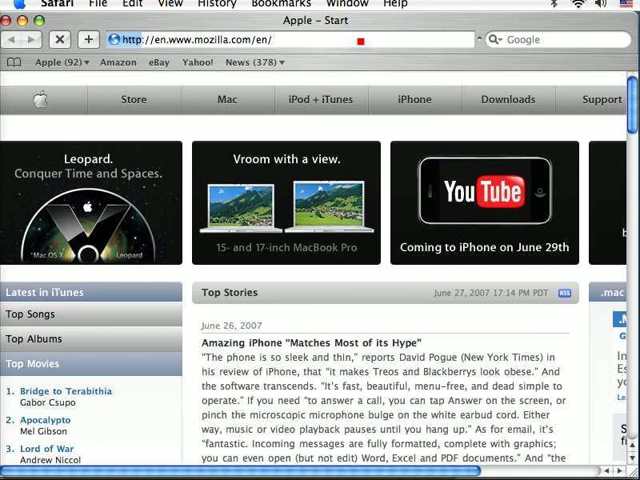 Safari File Edit View History Bookmarks Window Help
Apple – Start
http://en.www.mozilla.com/en/
Google
Apple (92) Amazon eBay Yahoo! News (378)
Store Mac iPod + iTunes iPhone Downloads Support
Leopard.
Conquer Time and Spaces.
Mac OS X Leopard
Vroom with a view.
15- and 17-inch MacBook Pro
YouTube
Coming to iPhone on June 29th
Latest in iTunes
Top Songs
Top Albums
Top Movies
1. Bridge to Terabithia
Gabor Csupo
2. Apocalypto
Mel Gibson
3. Lord of War
Andrew Niccol
Top Stories June 27, 2007 17:14 PM PDT RSS
June 26, 2007
Amazing iPhone “Matches Most of its Hype”
“The phone is so sleek and thin,” reports David Pogue (New York Times) in
his review of iPhone, that “it makes Treos and Blackberrys look obese.” And
the software transcends. “It’s fast, beautiful, menu-free, and dead simple to
operate.” If you need “to answer a call, you can tap Answer on the screen, or
pinch the microscopic microphone bulge on the white earbud cord. Either
way, music or video playback pauses until you hang up.” As for email, it’s
“fantastic. Incoming messages are fully formatted, complete with graphics;
you can even open (but not edit) Word, Excel and PDF documents.” And “the
.mac